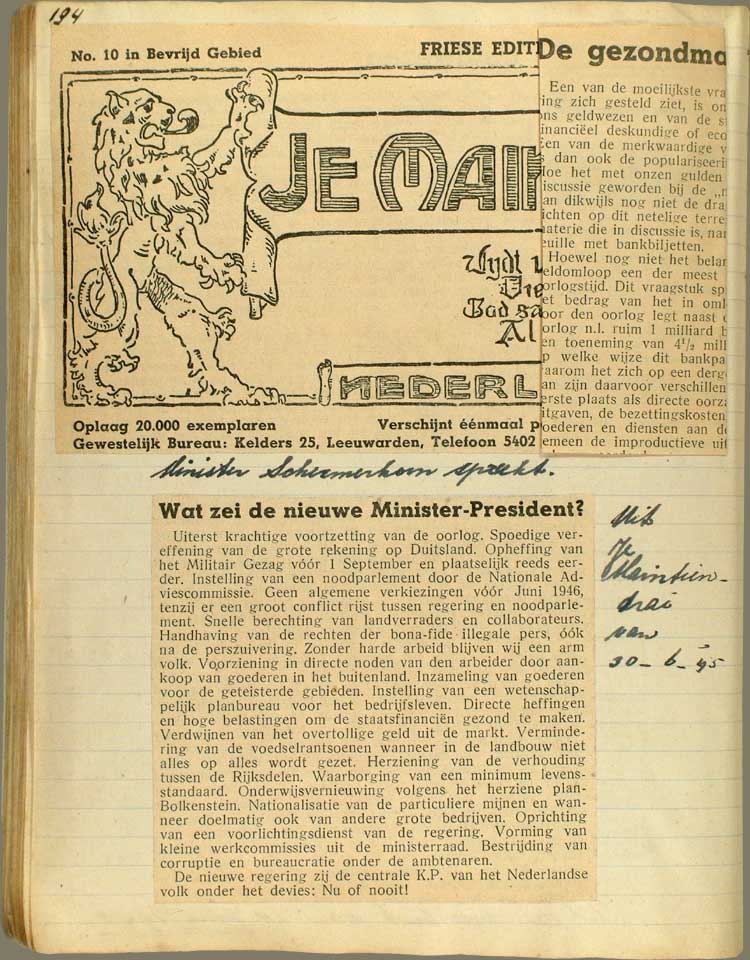 194
No. 10 in Bevrijd Gebied
FRIESE EDIT
JE MAIN
Vydt
Vie
God sa
Al
NEDERL
Oplaag 20.000 exemplaren
Verschijnt éénmaal p
Gewestelijk Bureau: Kelders 25, Leeuwarden, Telefoon 5402
De gezondma
Een van de moeilijkste vra
ing zich gesteld ziet, is on
ns geldwezen en van de s
inanciëel deskundige of eco
en van de merkwaardige v
dan ook de populariseeri
oe het met onzen gulden
iscussie geworden bij de „
an dikwijls nog niet de dra
ichten op dit netelige terre
aterie die in discussie is, na
euille met bankbiljetten.
Hoewel nog niet het belan
eldomloop een der meest
orlogstijd. Dit vraagstuk sp
et bedrag van het in oml
oor den oorlog legt naast
orlog n.l. ruim 1 milliard
en toeneming van 4½ mill
p welke wijze dit bankpa
aarom het zich op een derg
an zijn daarvoor verschillen
erste plaats als directe oorz
itgaven, de bezettingskosten
oederen en diensten aan d
emeen de improductieve uit
Minister Schermerhorn spreekt.
Wat zei de nieuwe Minister-President?
Uiterst krachtige voortzetting van de oorlog. Spoedige ver-
effening van de grote rekening op Duitsland. Opheffing van
het Militair Gezag vóór 1 September en plaatselijk reeds eer-
der. Instelling van een noodparlement door de Nationale Ad-
viescommissie. Geen algemene verkiezingen vóór Juni 1946,
tenzij er een groot conflict rijst tussen regering en noodparle-
ment. Snelle berechting van landverraders en collaborateurs.
Handhaving van de rechten der bona-fide illegale pers, óók
na de perszuivering. Zonder harde arbeid blijven wij een arm
volk. Voorziening in directe noden van den arbeider door aan-
koop van goederen in het buitenland. Inzameling van goederen
voor de geteisterde gebieden. Instelling van een wetenschap-
pelijk planbureau voor het bedrijfsleven. Directe heffingen
en hoge belastingen om de staatsfinanciën gezond te maken.
Verdwijnen van het overtollige geld uit de markt. Verminde-
ring van de voedselrantsoenen wanneer in de landbouw niet
alles op alles wordt gezet. Herziening van de verhouding
tussen de Rijksdelen. Waarborging van een minimum levens-
standaard. Onderwijsvernieuwing volgens het herziene plan-
Bolkenstein. Nationalisatie van de particuliere mijnen en wan-
neer doelmatig ook van andere grote bedrijven. Oprichting
van een voorlichtingsdienst van de regering. Vorming van
kleine werkcommissies uit de ministerraad. Bestrijding van
corruptie en bureaucratie onder de ambtenaren.
De nieuwe regering zij de centrale K.P. van het Nederlandse
volk onder het devies: Nu of nooit!
Uit
Je
Maintien-
drai
van
30-6-45